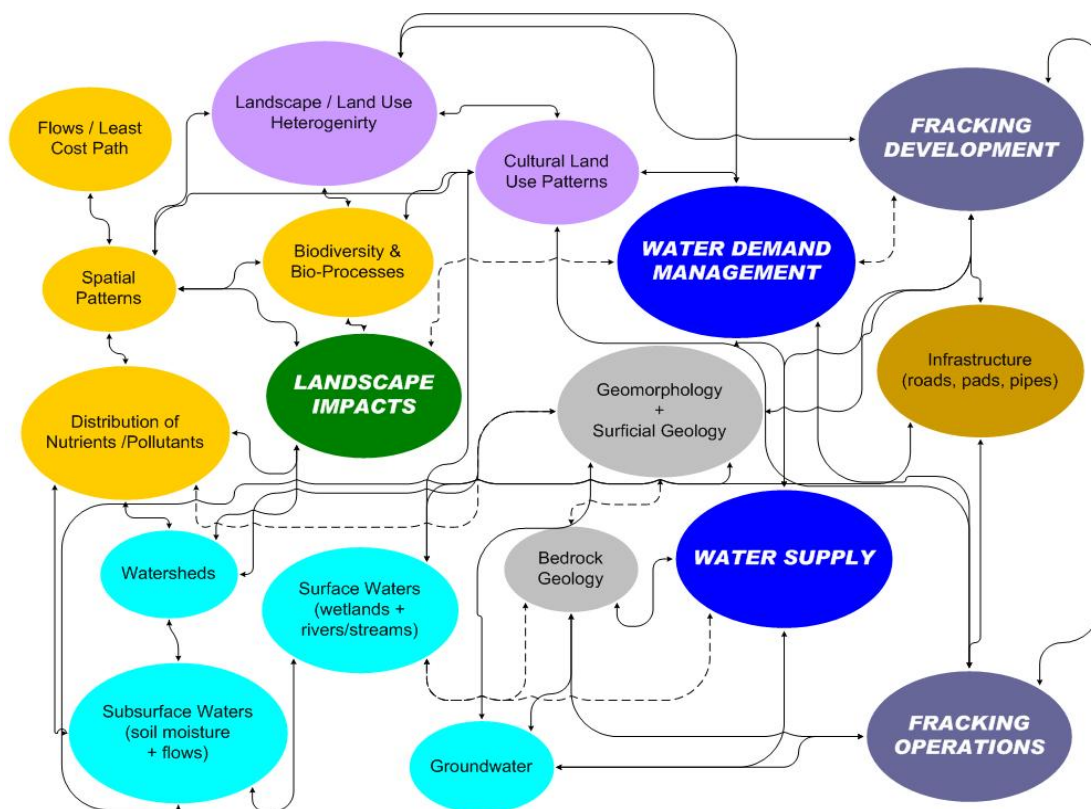 Flows / Least
Cost Path
Landscape / Land Use
Heterogenirty
FRACKING
DEVELOPMENT
Cultural Land
Use Patterns
Biodiversity &
Bio-Processes
WATER DEMAND
MANAGEMENT
Spatial
Patterns
Infrastructure
(roads, pads, pipes)
LANDSCAPE
IMPACTS
Geomorphology
+
Surficial Geology
Distribution of
Nutrients /Pollutants
Watersheds
Bedrock
Geology
WATER SUPPLY
Surface Waters
(wetlands +
rivers/streams)
Subsurface Waters
(soil moisture
+ flows)
FRACKING
OPERATIONS
Groundwater